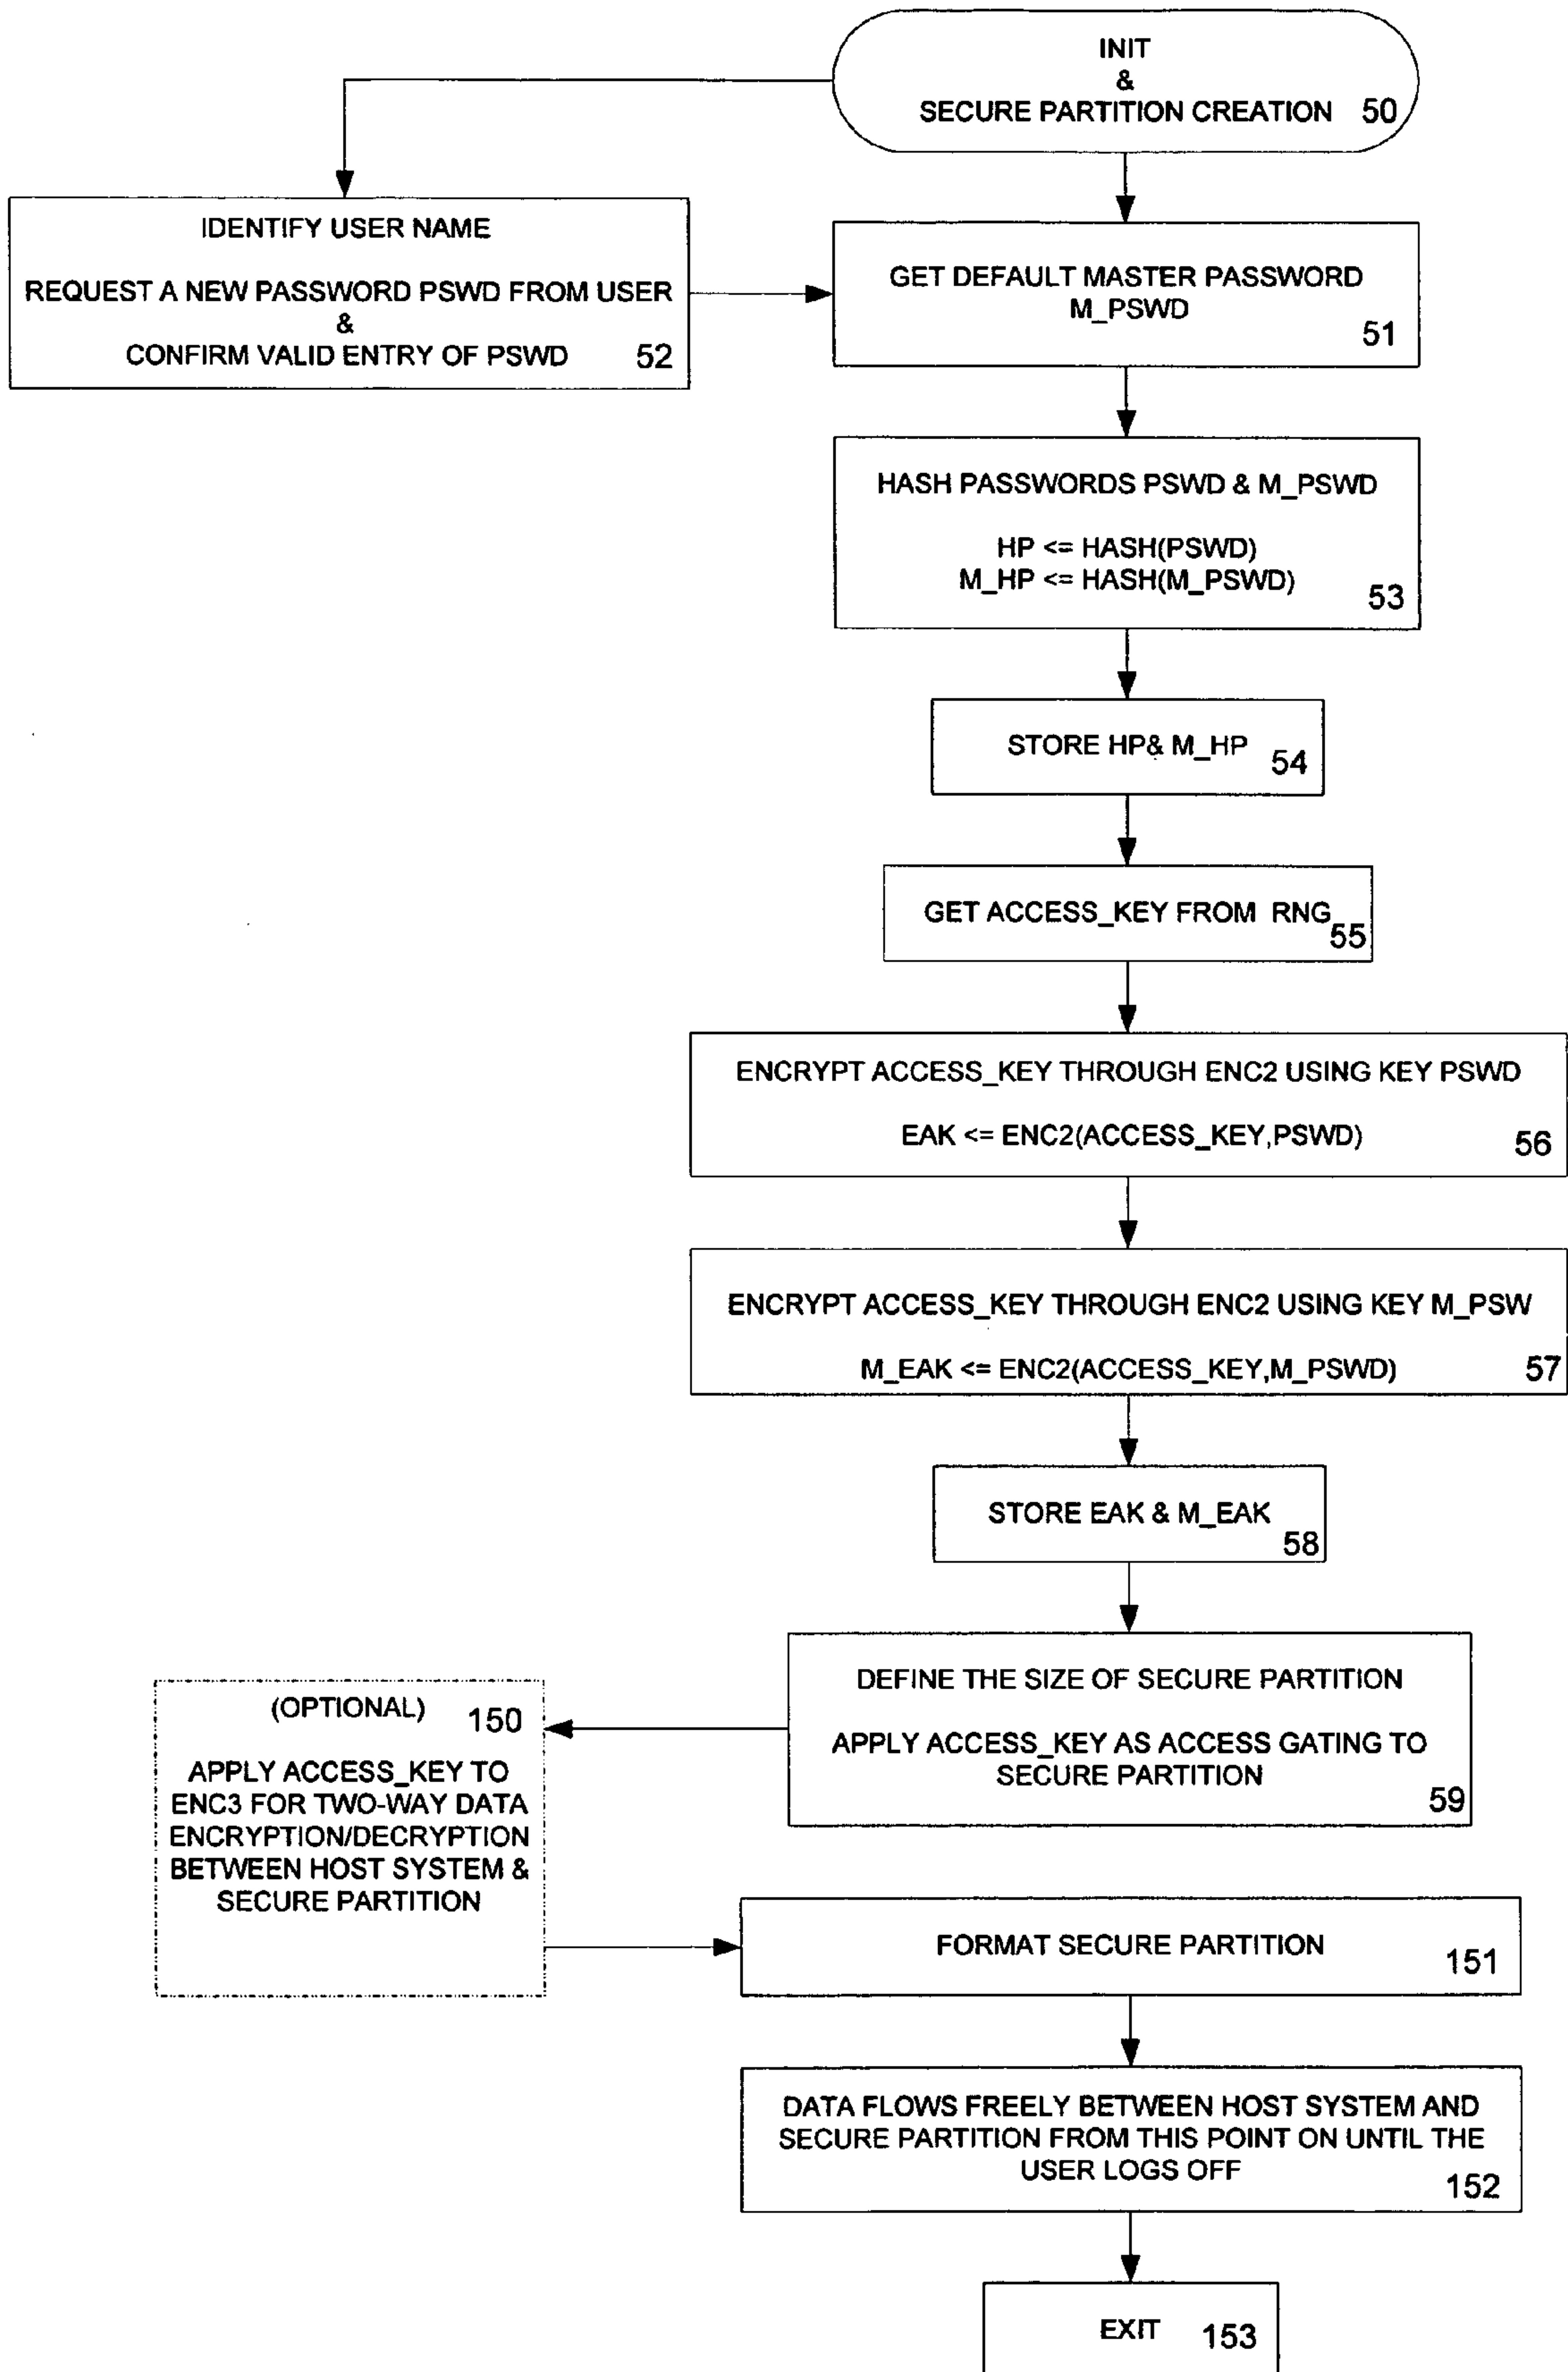 INIT
&
SECURE PARTITION CREATION 50
IDENTIFY USER NAME
REQUEST A NEW PASSWORD PSWD FROM USER
&
CONFIRM VALID ENTRY OF PSWD 52
GET DEFAULT MASTER PASSWORD
M_PSWD
51
HASH PASSWORDS PSWD & M_PSWD
HP <= HASH(PSWD)
M_HP <= HASH(M_PSWD)
53
STORE HP& M_HP 54
GET ACCESS_KEY FROM RNG
55
ENCRYPT ACCESS_KEY THROUGH ENC2 USING KEY PSWD
EAK <= ENC2(ACCESS_KEY,PSWD) 56
ENCRYPT ACCESS_KEY THROUGH ENC2 USING KEY M_PSW
M_EAK <= ENC2(ACCESS_KEY,M_PSWD) 57
STORE EAK & M_EAK
58
DEFINE THE SIZE OF SECURE PARTITION
APPLY ACCESS_KEY AS ACCESS GATING TO
SECURE PARTITION
59
(OPTIONAL) 150
APPLY ACCESS_KEY TO
ENC3 FOR TWO-WAY DATA
ENCRYPTION/DECRYPTION
BETWEEN HOST SYSTEM &
SECURE PARTITION
FORMAT SECURE PARTITION 151
DATA FLOWS FREELY BETWEEN HOST SYSTEM AND
SECURE PARTITION FROM THIS POINT ON UNTIL THE
USER LOGS OFF
152
EXIT 153